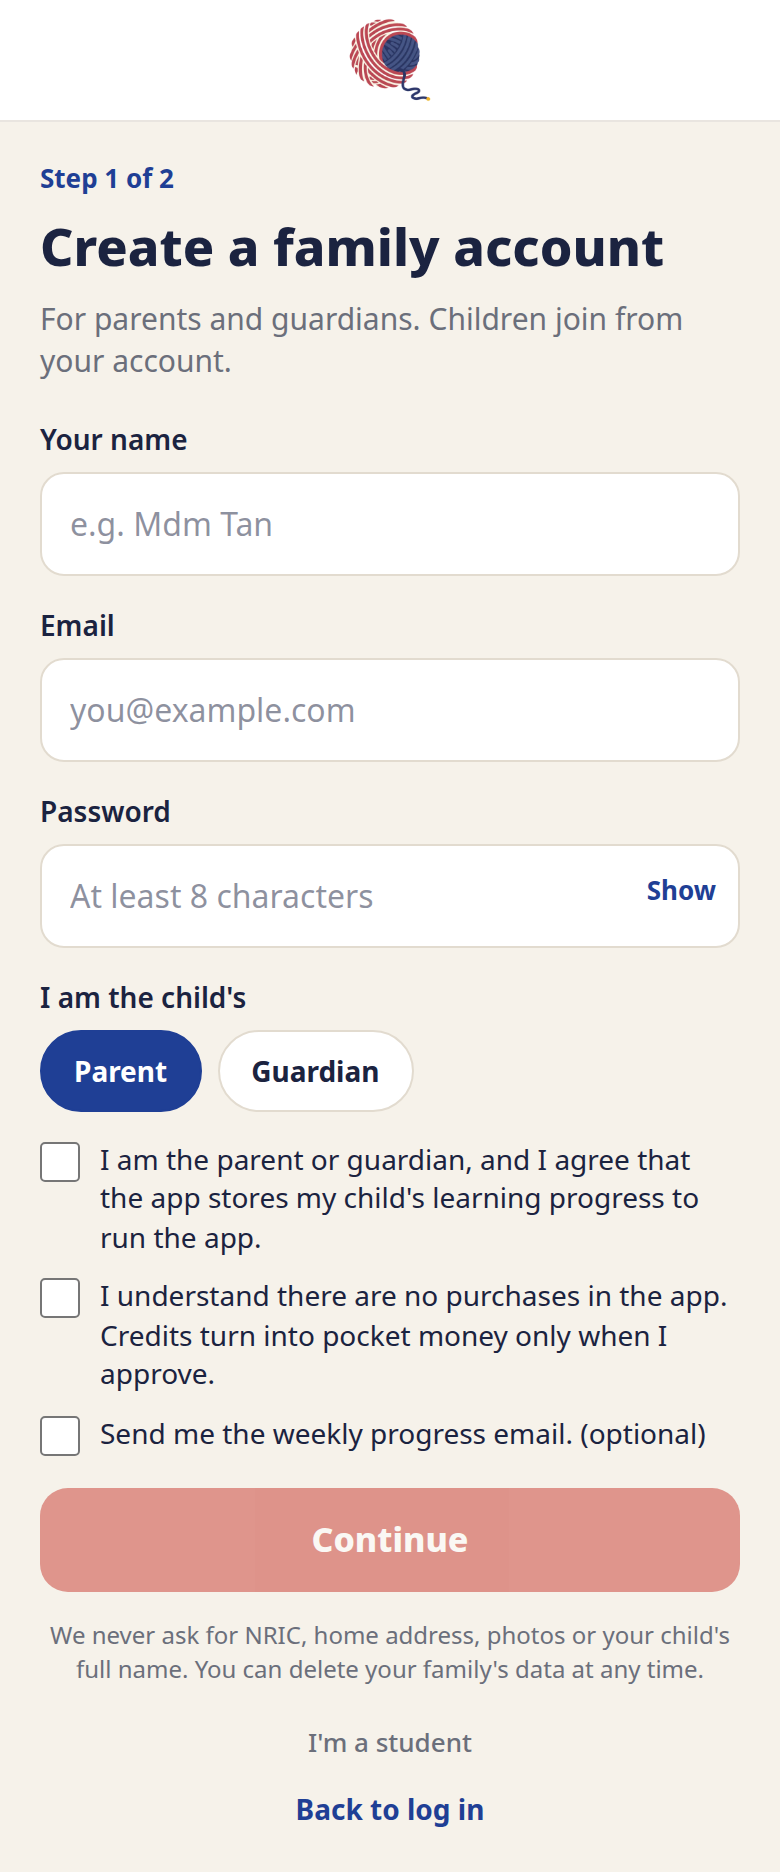 Step 1 of 2
Create a family account
For parents and guardians. Children join from
your account.
Your name
e.g. Mdm Tan
Email
you@example.com
Password
At least 8 characters
Show
I am the child's
Parent
Guardian
I am the parent or guardian, and I agree that
the app stores my child's learning progress to
run the app.
I understand there are no purchases in the app.
Credits turn into pocket money only when I
approve.
Send me the weekly progress email. (optional)
Continue
We never ask for NRIC, home address, photos or your child's
full name. You can delete your family's data at any time.
I'm a student
Back to log in